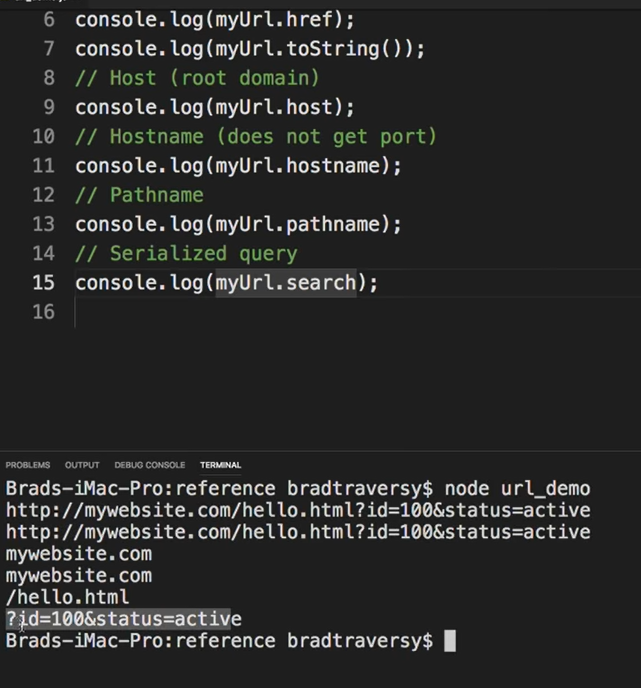 6 console.log(myUrl.href);
7 console.log(myUrl.toString());
8 // Host (root domain)
9 console.log(myUrl.host);
10 // Hostname (does not get port)
11 console.log(myUrl.hostname);
12 // Pathname
13 console.log(myUrl.pathname);
14 // Serialized query
15 console.log(myUrl.search);
16
PROBLEMS OUTPUT DEBUG CONSOLE TERMINAL
Brads-iMac-Pro:reference bradtraversy$ node url_demo
http://mywebsite.com/hello.html?id=100&status=active
http://mywebsite.com/hello.html?id=100&status=active
mywebsite.com
mywebsite.com
/hello.html
?id=100&status=active
Brads-iMac-Pro:reference bradtraversy$